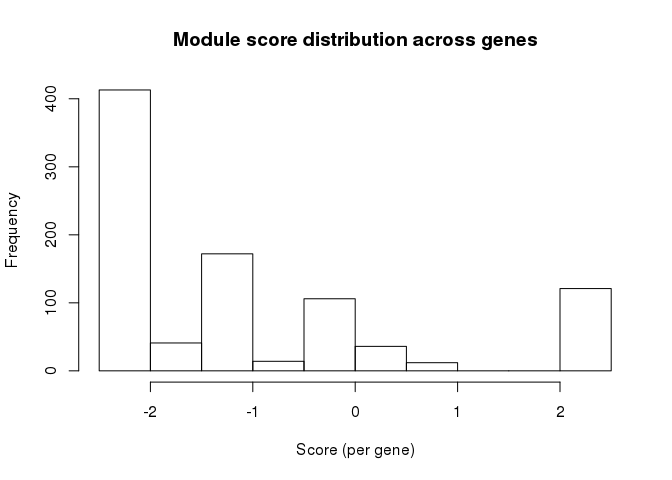 Module score distribution across genes
Frequency
400
300
200
100
0
-2 -1 0 1 2
Score (per gene)